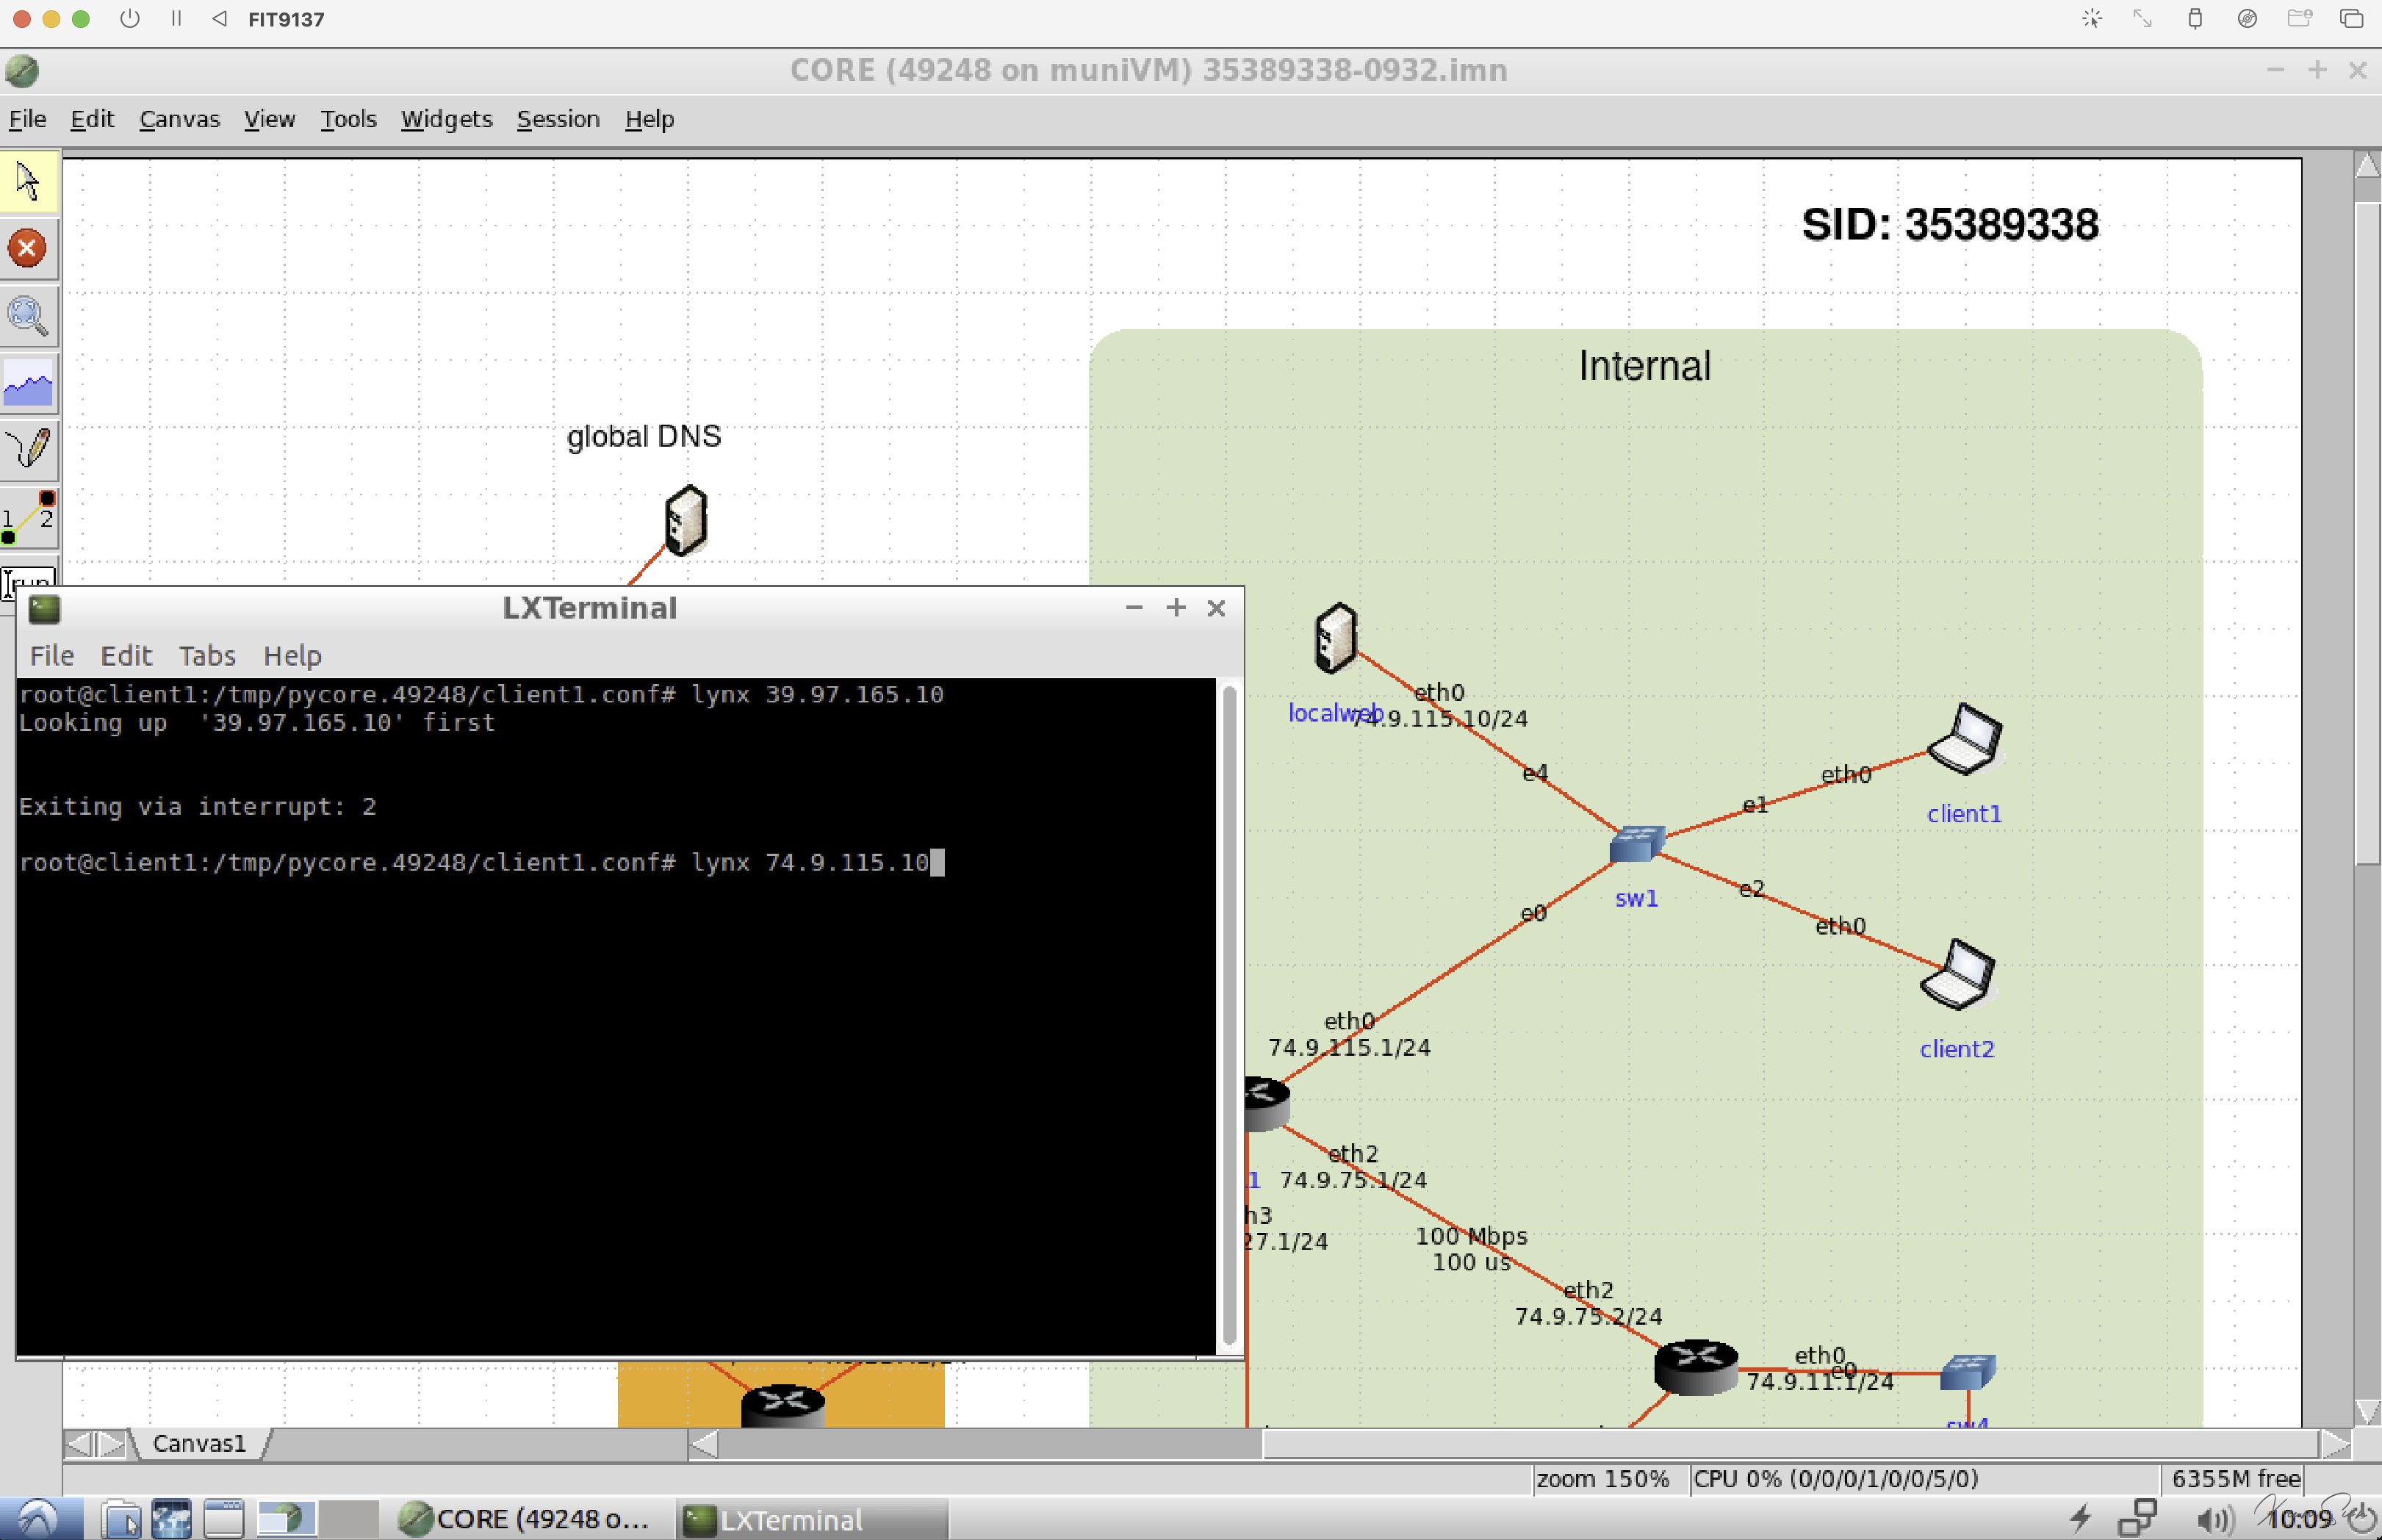 FIT9137
CORE (49248 on muniVM) 35389338-0932.imn
File Edit Canvas View Tools Widgets Session Help
SID: 35389338
Internal
global DNS
1 2
run
LXTerminal
File Edit Tabs Help
root@client1:/tmp/pycore.49248/client1.conf# lynx 39.97.165.10
Looking up  '39.97.165.10' first
Exiting via interrupt: 2
root@client1:/tmp/pycore.49248/client1.conf# lynx 74.9.115.10
eth0
localweb
74.9.115.10/24
e4
eth0
e1
client1
sw1
e2
eth0
e0
client2
eth0
74.9.115.1/24
eth2
1
74.9.75.1/24
h3
27.1/24
100 Mbps
100 us
eth2
74.9.75.2/24
eth0
e0
74.9.11.1/24
sw4
Canvas1
zoom 150%
CPU 0% (0/0/0/1/0/0/5/0)
6355M free
CORE (49248 o...
LXTerminal
10:09